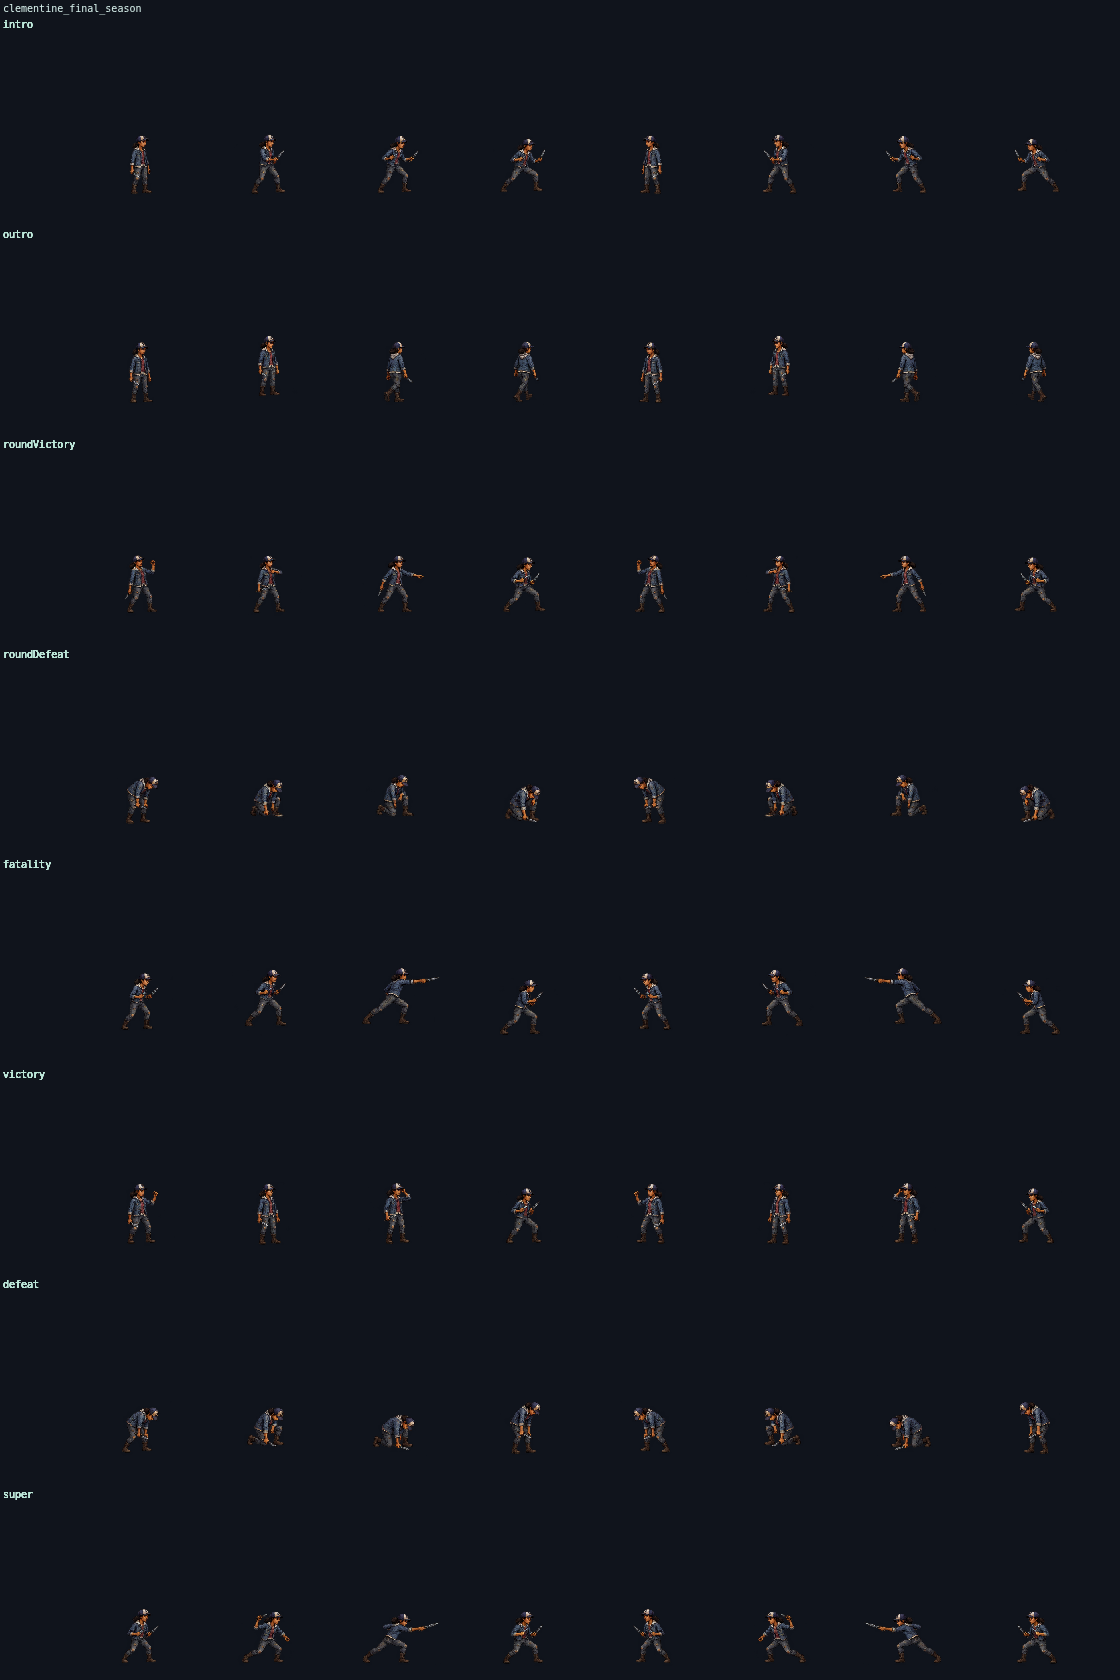 clementine_final_season
intro
outro
roundVictory
roundDefeat
fatality
victory
defeat
super